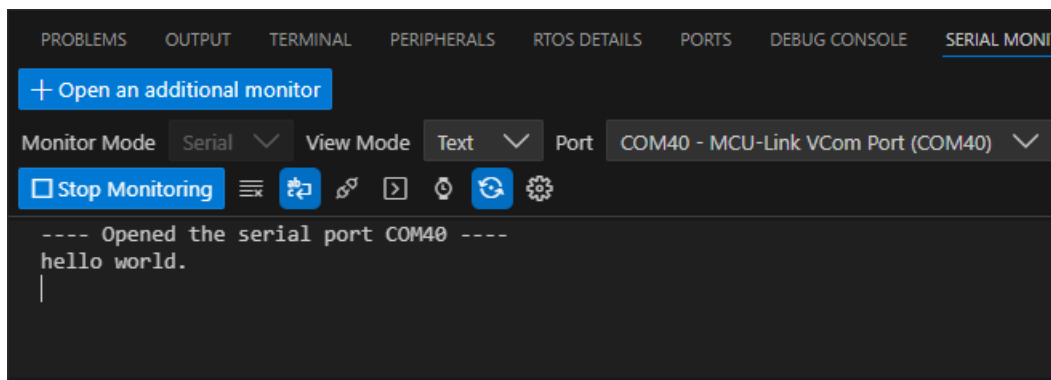 PROBLEMS OUTPUT TERMINAL PERIPHERALS RTOS DETAILS PORTS DEBUG CONSOLE SERIAL MONI
+ Open an additional monitor
Monitor Mode Serial View Mode Text Port COM40 - MCU-Link VCom Port (COM40)
Stop Monitoring
---- Opened the serial port COM40 ----
hello world.